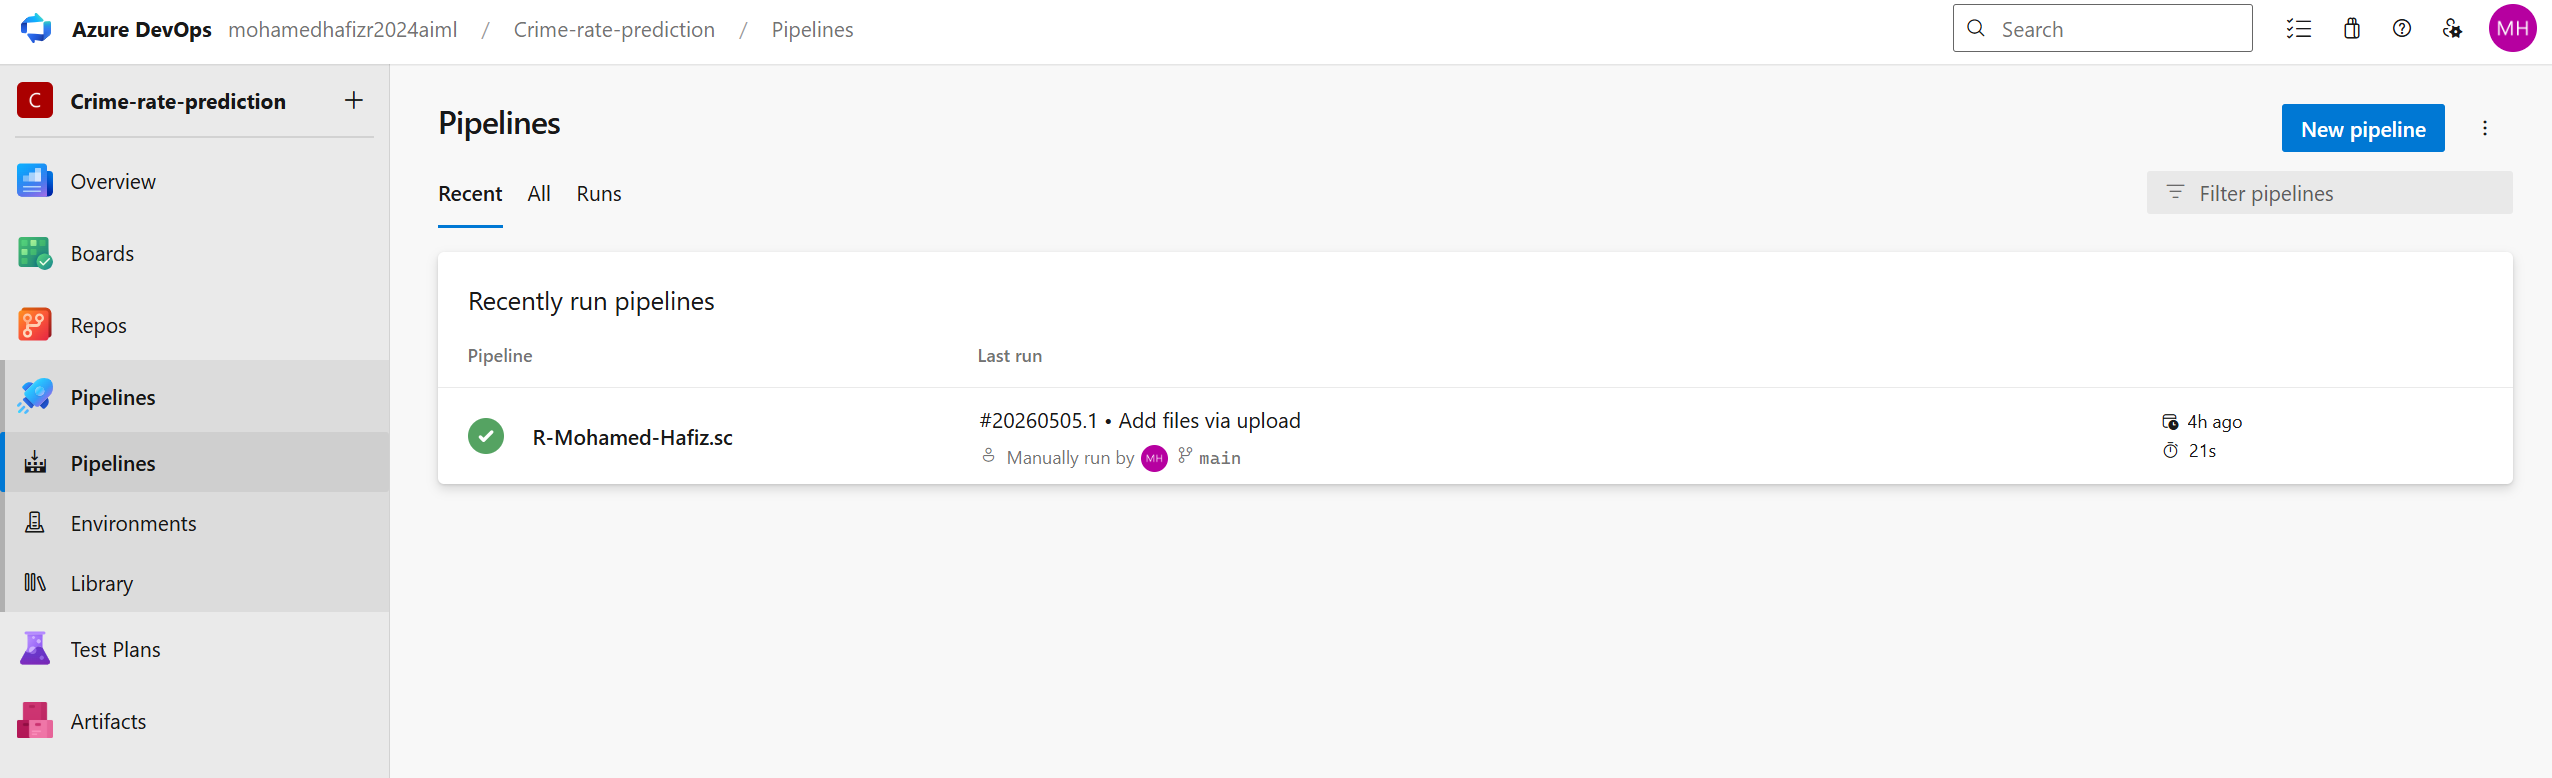 Azure DevOps mohamedhafizr2024aiml / Crime-rate-prediction / Pipelines
Search
MH
C Crime-rate-prediction +
Overview
Boards
Repos
Pipelines
Pipelines
Environments
Library
Test Plans
Artifacts
Pipelines
New pipeline
Recent All Runs
Filter pipelines
Recently run pipelines
Pipeline Last run
R-Mohamed-Hafiz.sc
#20260505.1 • Add files via upload
Manually run by MH main
4h ago
21s